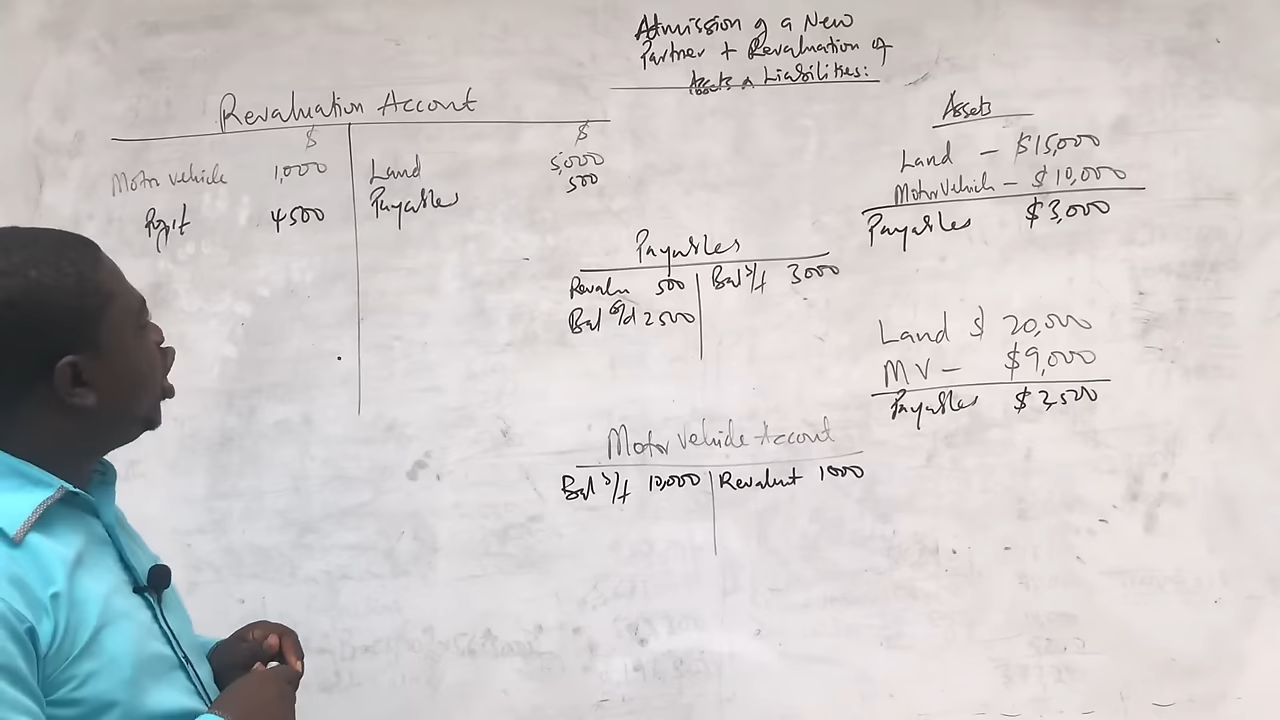 Admission of a New
Partner + Revaluation of
Assets & Liabilities:
Revaluation Account
$ $
Motor vehicle 1,000 Land 5,000
Profit 4500 Payables 500
Assets
Land - $15,000
Motor Vehicle - $10,000
Payables $3,000
Payables
Revalu 500 Bal b/f 3000
Bal c/d 2500
Land $ 20,000
MV - $9,000
Payables $2,500
Motor Vehicle Account
Bal b/f 10,000 Revaluat 1000